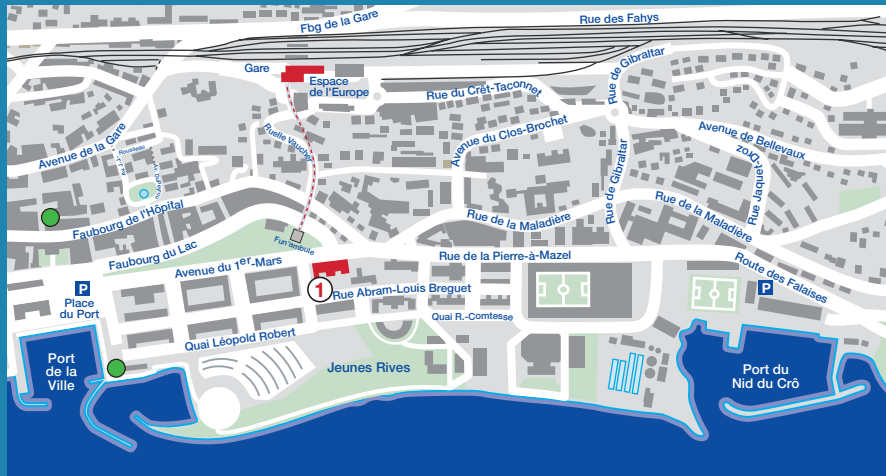 Fbg de la Gare
Rue des Fahys
Gare
Espace
de l'Europe
Rue de Gibraltar
Rue du Crêt-Taconnet
Avenue de la Gare
Rousseau
Av. J.-J.
Av. DuPeyrou
Ruelle Vaucher
Avenue du Clos-Brochet
Avenue de Bellevaux
Rue Jaquet-Droz
Rue de Gibraltar
Faubourg de l'Hôpital
Rue de la Maladière
Rue de la Maladière
Fun'ambule
Faubourg du Lac
Avenue du 1er-Mars
Rue de la Pierre-à-Mazel
Route des Falaises
P
Place
du Port
1
Rue Abram-Louis Breguet
P
Quai R.-Comtesse
Quai Léopold Robert
Port
de la
Ville
Jeunes Rives
Port du
Nid du Crô